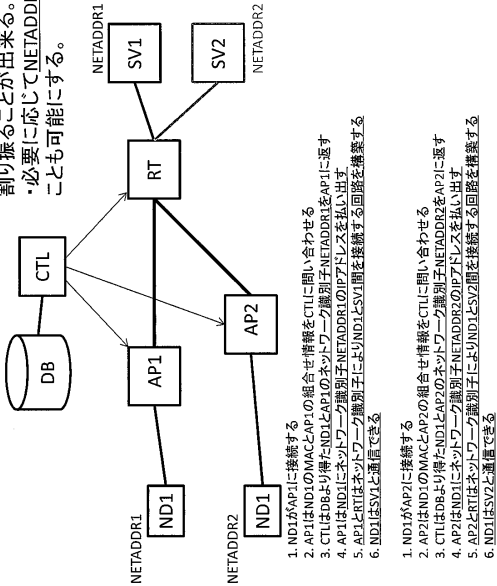 割り振ることが出来る。
・必要に応じてNETADD
ことも可能にする。
DB
CTL
NETADDR1
ND1
AP1
RT
SV1
NETADDR1
NETADDR2
ND1
AP2
SV2
NETADDR2
1. ND1がAP1に接続する
2. AP1はND1のMACとAP1の組合せ情報をCTLに問い合わせる
3. CTLはDBより得たND1とAP1のネットワーク識別子NETADDR1をAP1に返す
4. AP1はND1にネットワーク識別子NETADDR1のIPアドレスを払い出す
5. AP1とRTはネットワーク識別子によりND1とSV1間を接続する回路を構築する
6. ND1はSV1と通信できる
1. ND1がAP2に接続する
2. AP2はND1のMACとAP2の組合せ情報をCTLに問い合わせる
3. CTLはDBより得たND1とAP2のネットワーク識別子NETADDR2をAP2に返す
4. AP2はND1にネットワーク識別子NETADDR2のIPアドレスを払い出す
5. AP2とRTはネットワーク識別子によりND1とSV2間を接続する回路を構築する
6. ND1はSV2と通信できる